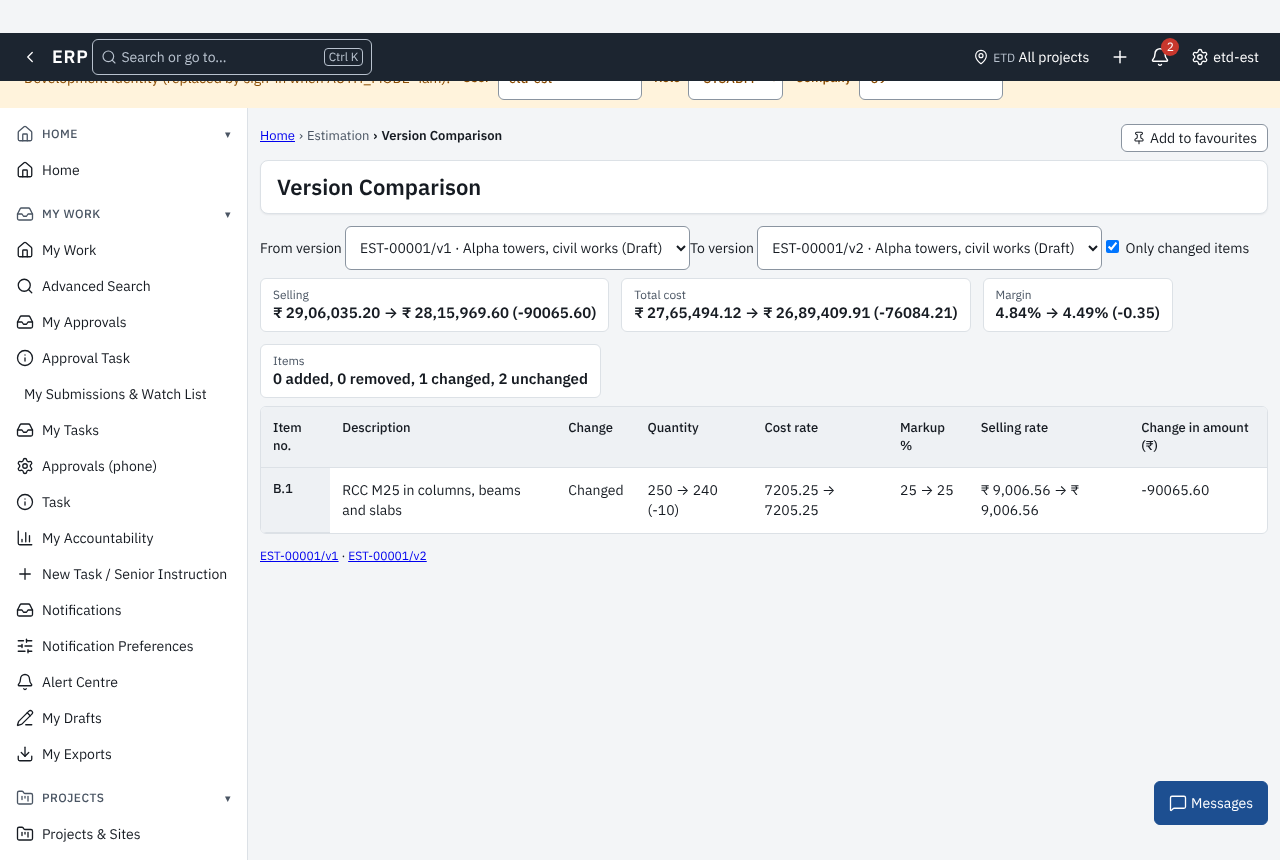 ERP
Search or go to...
Ctrl K
ETD All projects
2
etd-est
Home
› Estimation › Version Comparison
Add to favourites
HOME
Home
MY WORK
My Work
Advanced Search
My Approvals
Approval Task
My Submissions & Watch List
My Tasks
Approvals (phone)
Task
My Accountability
New Task / Senior Instruction
Notifications
Notification Preferences
Alert Centre
My Drafts
My Exports
PROJECTS
Projects & Sites
Version Comparison
From version EST-00001/v1 · Alpha towers, civil works (Draft) To version EST-00001/v2 · Alpha towers, civil works (Draft) Only changed items
Selling
₹ 29,06,035.20 → ₹ 28,15,969.60 (-90065.60)
Total cost
₹ 27,65,494.12 → ₹ 26,89,409.91 (-76084.21)
Margin
4.84% → 4.49% (-0.35)
Items
0 added, 0 removed, 1 changed, 2 unchanged
Item no. Description Change Quantity Cost rate Markup % Selling rate Change in amount (₹)
B.1 RCC M25 in columns, beams and slabs Changed 250 → 240 (-10) 7205.25 → 7205.25 25 → 25 ₹ 9,006.56 → ₹ 9,006.56 -90065.60
EST-00001/v1 · EST-00001/v2
Messages